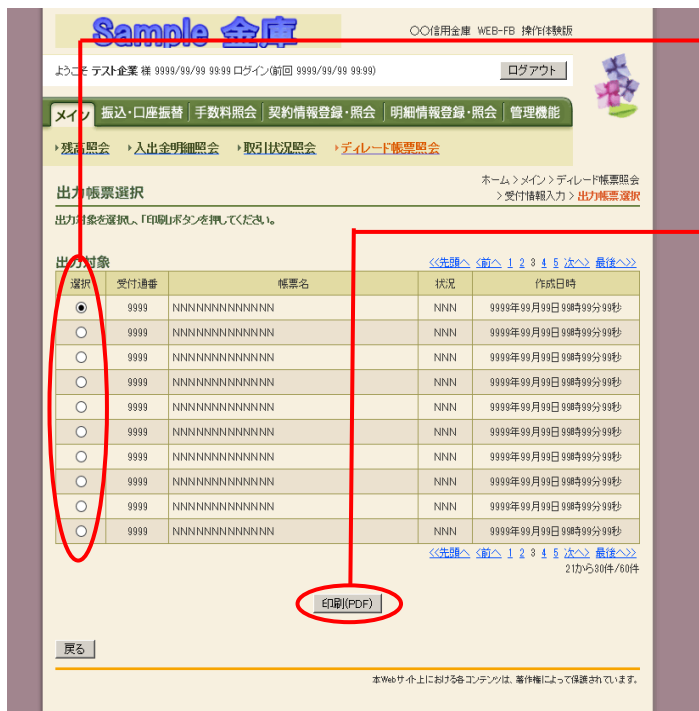 Sample 金庫
〇〇信用金庫 WEB-FB 操作体験版
ようこそ テスト企業 様 9999/99/99 99:99 ログイン(前回 9999/99/99 99:99)
ログアウト
メイン 振込・口座振替 手数料照会 契約情報登録・照会 明細情報登録・照会 管理機能
残高照会 入出金明細照会 取引状況照会 ディレード帳票照会
出力帳票選択
ホーム > メイン > ディレード帳票照会
> 受付情報入力 > 出力帳票選択
出力対象を選択し、「印刷」ボタンを押してください。
出力対象
<<先頭へ <前へ 1 2 3 4 5 次へ> 最後へ>>
選択 受付通番 帳票名 状況 作成日時
9999 NNNNNNNNNNNNN NNN 9999年99月99日 99時99分99秒
9999 NNNNNNNNNNNNN NNN 9999年99月99日 99時99分99秒
9999 NNNNNNNNNNNNN NNN 9999年99月99日 99時99分99秒
9999 NNNNNNNNNNNNN NNN 9999年99月99日 99時99分99秒
9999 NNNNNNNNNNNNN NNN 9999年99月99日 99時99分99秒
9999 NNNNNNNNNNNNN NNN 9999年99月99日 99時99分99秒
9999 NNNNNNNNNNNNN NNN 9999年99月99日 99時99分99秒
9999 NNNNNNNNNNNNN NNN 9999年99月99日 99時99分99秒
9999 NNNNNNNNNNNNN NNN 9999年99月99日 99時99分99秒
9999 NNNNNNNNNNNNN NNN 9999年99月99日 99時99分99秒
<<先頭へ <前へ 1 2 3 4 5 次へ> 最後へ>>
21から30件/60件
印刷(PDF)
戻る
本Webサイト上における各コンテンツは、著作権によって保護されています。